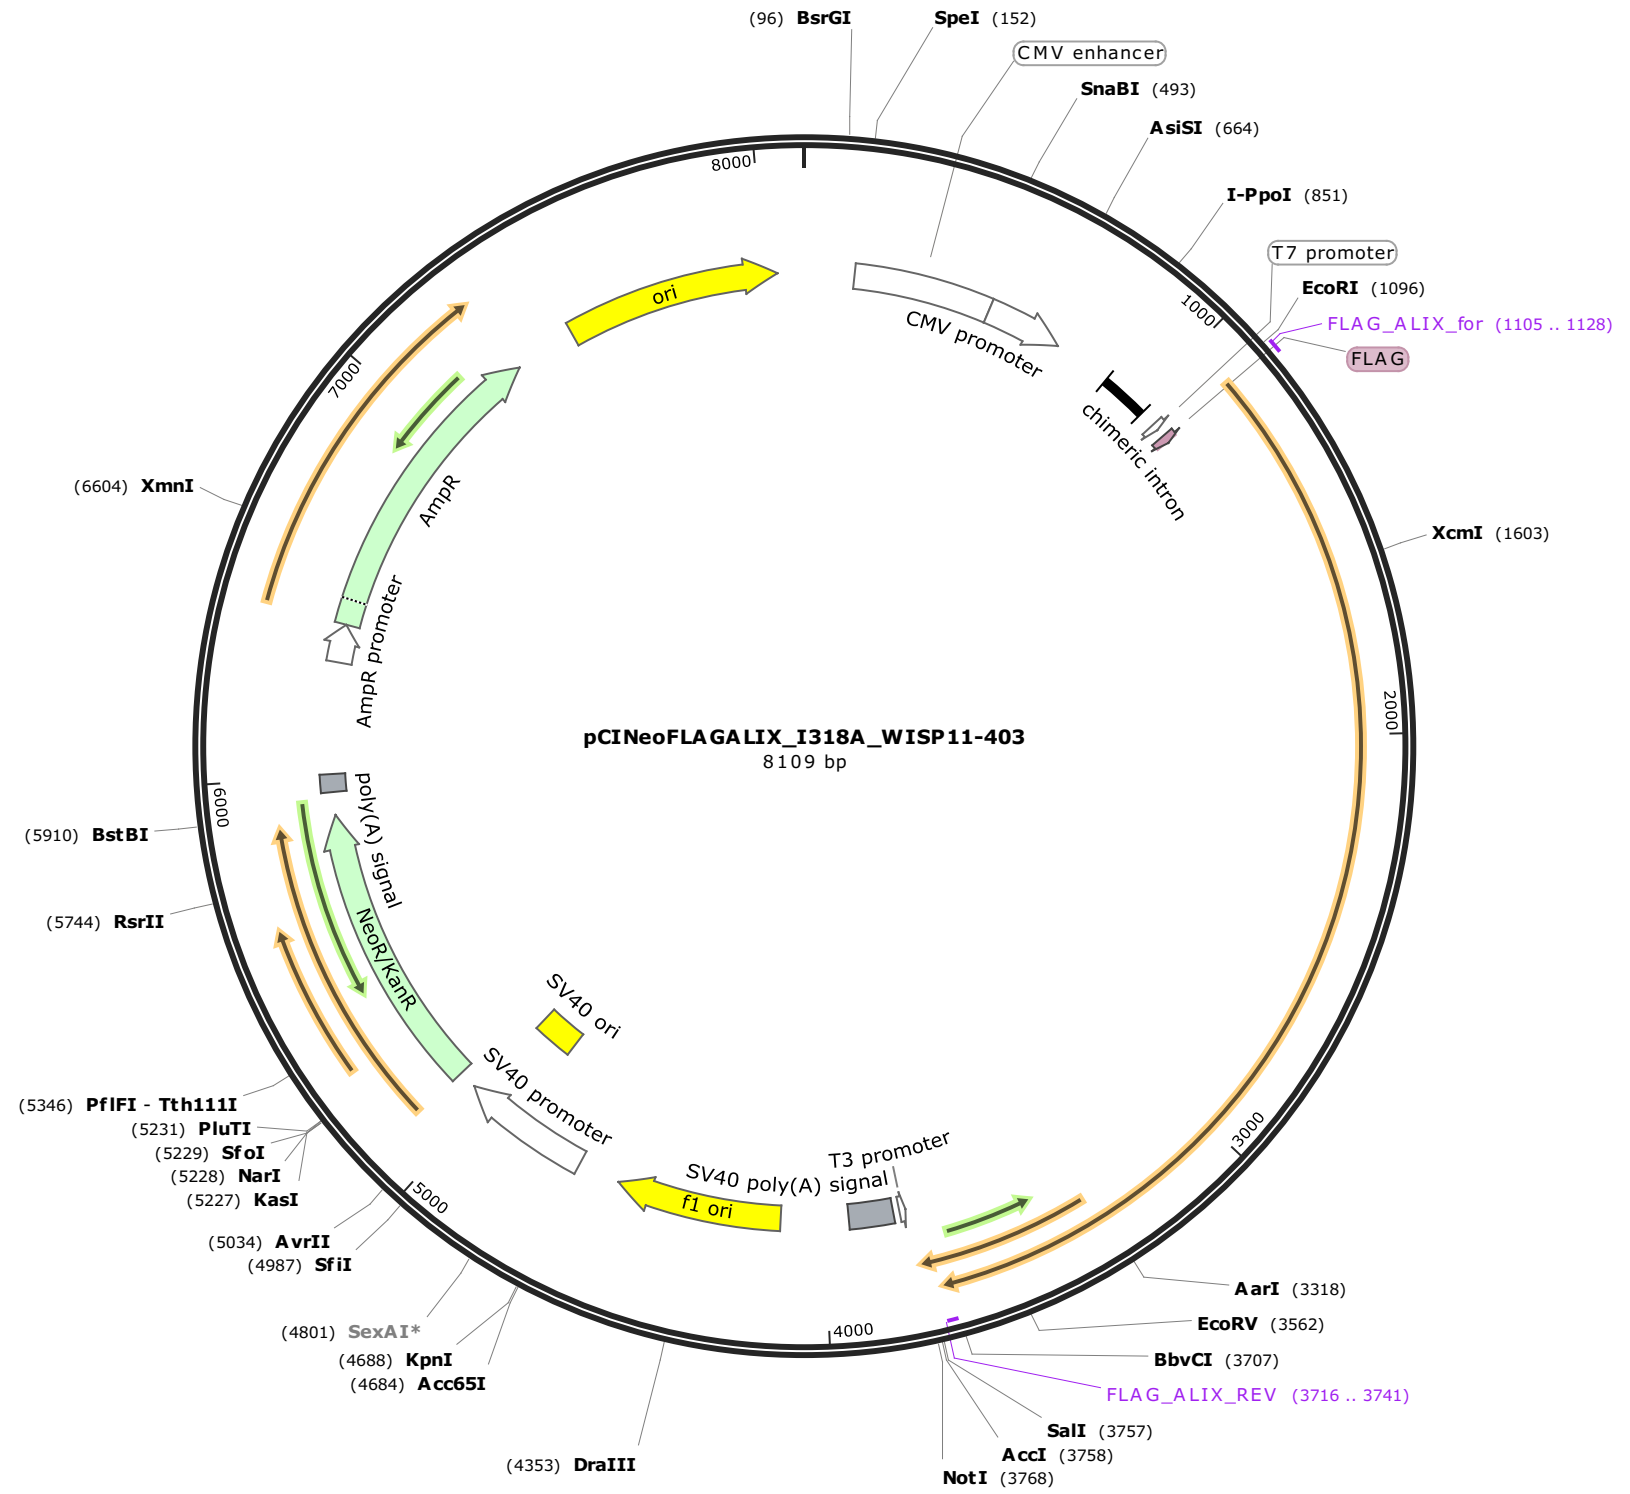 (96) BsrGI
SpeI (152)
CMV enhancer
SnaBI (493)
AsiSI (664)
I-PpoI (851)
T7 promoter
EcoRI (1096)
FLAG_ALIX_for (1105 .. 1128)
FLAG
8000
1000
ori
CMV promoter
chimeric intron
7000
(6604) XmnI
AmpR
XcmI (1603)
AmpR promoter
2000
pCINeoFLAGALIX_I318A_WISP11-403
8109 bp
poly(A) signal
6000
(5910) BstBI
(5744) RsrII
NeoR/KanR
SV40 ori
SV40 promoter
(5346) PflFI - Tth111I
(5231) PluTI
(5229) SfoI
(5228) NarI
(5227) KasI
3000
T3 promoter
SV40 poly(A) signal
f1 ori
5000
(5034) AvrII
(4987) SfiI
AarI (3318)
EcoRV (3562)
4000
(4801) SexAI*
(4688) KpnI
(4684) Acc65I
BbvCI (3707)
FLAG_ALIX_REV (3716 .. 3741)
SalI (3757)
AccI (3758)
NotI (3768)
(4353) DraIII